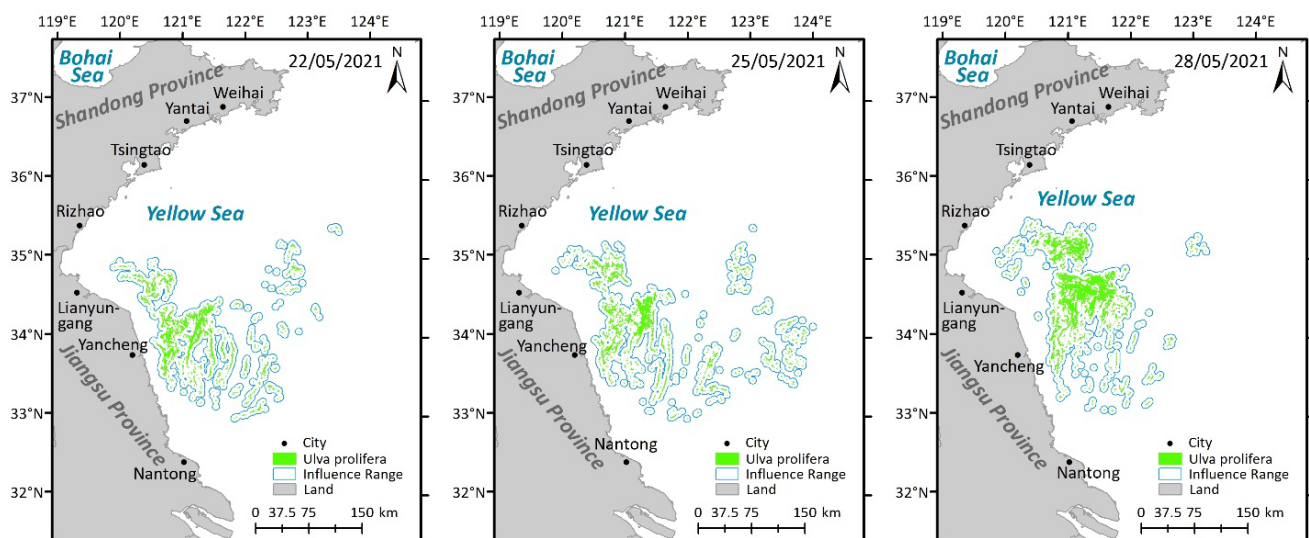 119°E 120°E 121°E 122°E 123°E 124°E
Bohai Sea
22/05/2021
N
37°N
Shandong Province
Weihai
Yantai
Tsingtao
36°N
Rizhao
Yellow Sea
35°N
Lianyun-
gang
34°N
Yancheng
Jiangsu Province
33°N
City
Ulva prolifera
Nantong
Influence Range
32°N
Land
0 37.5 75 150 km
119°E 120°E 121°E 122°E 123°E 124°E
Bohai Sea
25/05/2021
N
37°N
Shandong Province
Weihai
Yantai
Tsingtao
36°N
Rizhao
Yellow Sea
35°N
Lianyun-
gang
34°N
Yancheng
Jiangsu Province
33°N
Nantong
City
Ulva prolifera
Influence Range
32°N
Land
0 37.5 75 150 km
119°E 120°E 121°E 122°E 123°E 124°E
Bohai Sea
28/05/2021
N
37°N
Shandong Province
Weihai
Yantai
Tsingtao
36°N
Rizhao
Yellow Sea
35°N
Lianyun-
gang
34°N
Yancheng
Jiangsu Province
33°N
City
Ulva prolifera
Nantong
Influence Range
32°N
Land
0 37.5 75 150 km